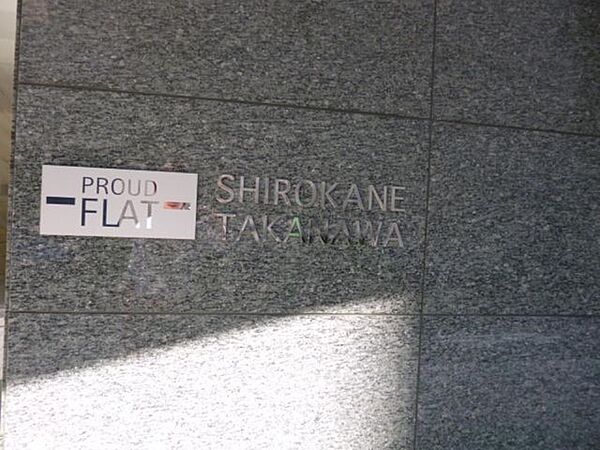 PROUD
FLAT
SHIROKANE
TAKANAWA